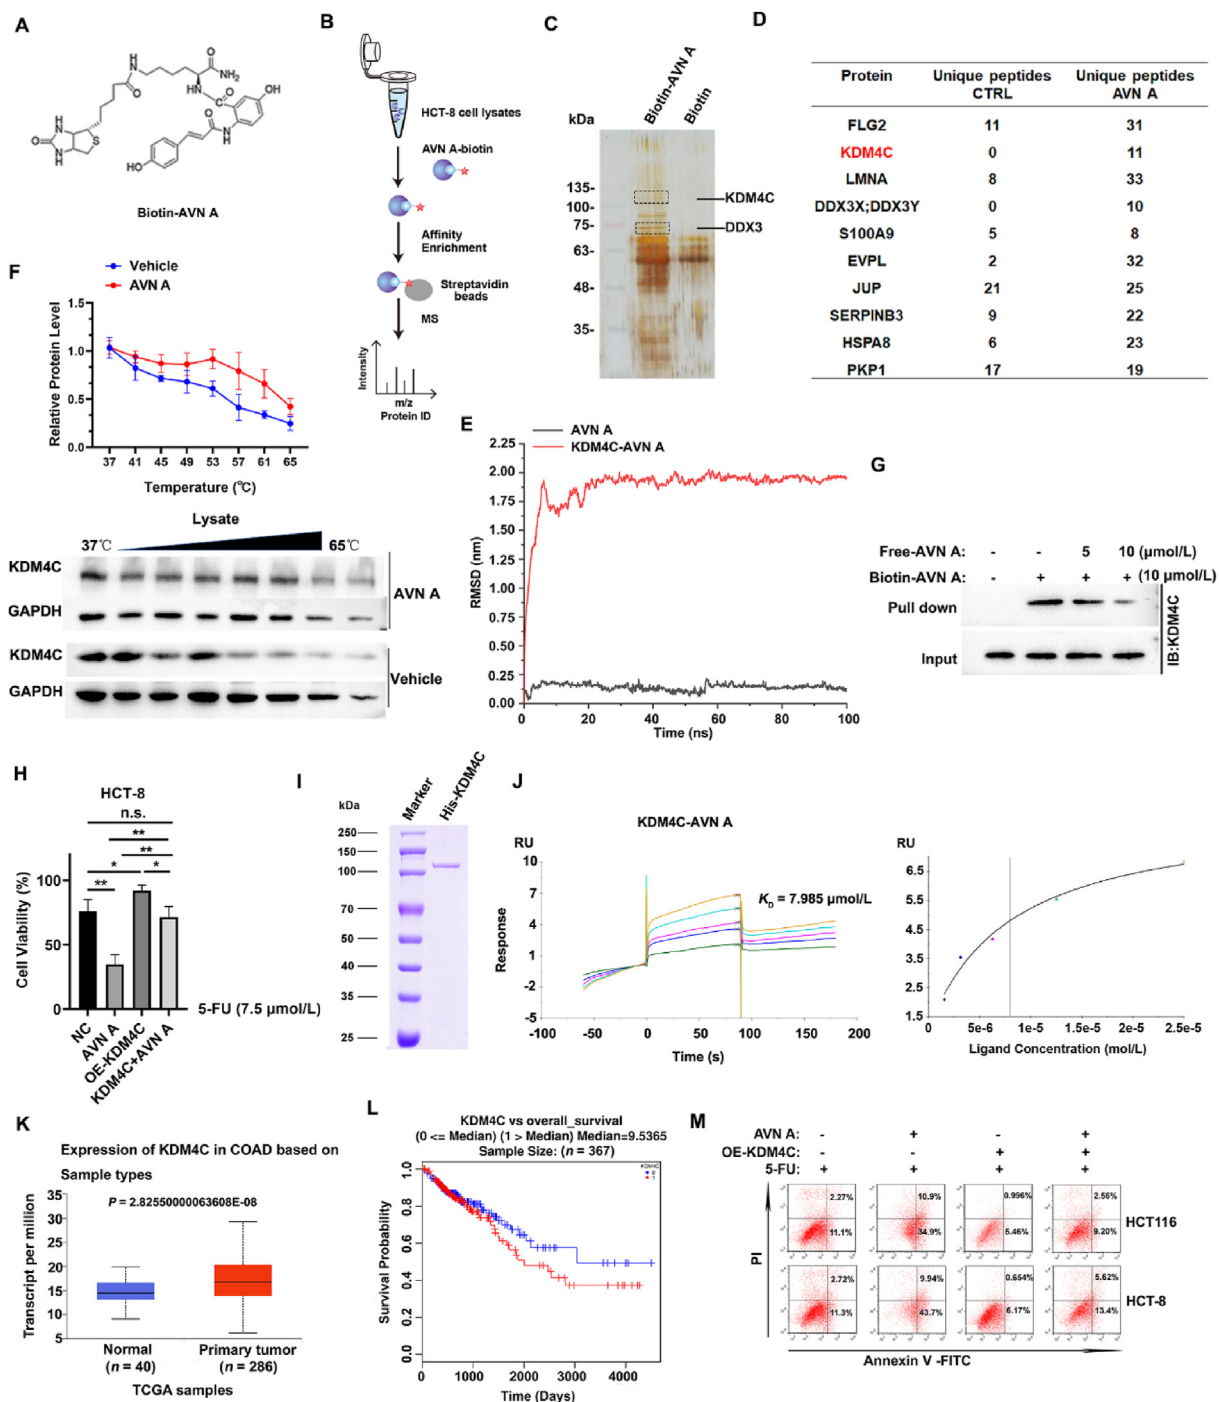 A
Biotin-AVN A
B
HCT-8 cell lysates
AVN A-biotin
Affinity
Enrichment
Streptavidin
beads
MS
Intensity
m/z
Protein ID
C
Biotin-AVN A
Biotin
kDa
135-
100-
75-
63-
48-
35-
KDM4C
DDX3
D
Protein Unique peptides CTRL Unique peptides AVN A
FLG2 11 31
KDM4C 0 11
LMNA 8 33
DDX3X;DDX3Y 0 10
S100A9 5 8
EVPL 2 32
JUP 21 25
SERPINB3 9 22
HSPA8 6 23
PKP1 17 19
F
Vehicle
AVN A
Relative Protein Level
1.5
1.0
0.5
0.0
37 41 45 49 53 57 61 65
Temperature (℃)
Lysate
37℃ 65℃
KDM4C
GAPDH
AVN A
KDM4C
GAPDH
Vehicle
E
AVN A
KDM4C-AVN A
RMSD (nm)
2.25
2.00
1.75
1.50
1.25
1.00
0.75
0.50
0.25
0.00
0 20 40 60 80 100
Time (ns)
G
Free-AVN A: - - 5 10 (μmol/L)
Biotin-AVN A: - + + + (10 μmol/L)
Pull down
Input
IB:KDM4C
H
HCT-8
n.s.
**
**
* *
**
Cell Viability (%)
100
50
0
NC
AVN A
OE-KDM4C
KDM4C+AVN A
5-FU (7.5 μmol/L)
I
Marker
His-KDM4C
kDa
250
150
100
70
50
40
35
25
J
KDM4C-AVN A
RU
Response
10
7
4
1
-2
-5
-100 -50 0 50 100 150 200
Time (s)
KD = 7.985 μmol/L
RU
6.5
5.5
4.5
3.5
2.5
1.5
0 5e-6 1e-5 1.5e-5 2e-5 2.5e-5
Ligand Concentration (mol/L)
K
Expression of KDM4C in COAD based on
Sample types
P = 2.82550000063608E-08
Transcript per million
35
30
25
20
15
10
5
Normal
(n = 40)
Primary tumor
(n = 286)
TCGA samples
L
KDM4C vs overall_survival
(0 <= Median) (1 > Median) Median=9.5365
Sample Size: (n = 367)
KDM4C
0
1
Survival Probability
1.0
0.8
0.6
0.4
0.2
0.0
0 1000 2000 3000 4000
Time (Days)
M
AVN A: - + - +
OE-KDM4C: - - + +
5-FU: + + + +
PI
2.27% 10.9% 0.996% 2.56%
11.1% 34.9% 5.46% 9.20%
HCT116
2.72% 9.94% 0.654% 5.62%
11.3% 43.7% 6.17% 13.4%
HCT-8
Annexin V -FITC